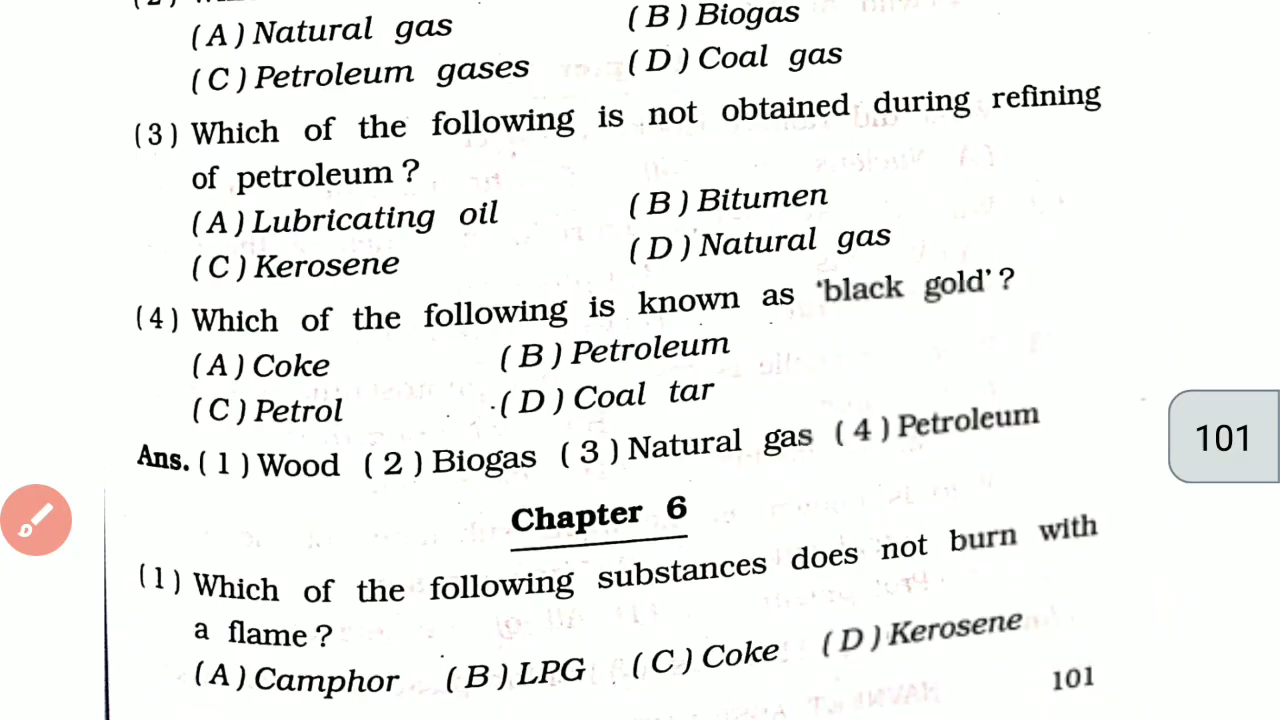 (A) Natural gas (B) Biogas
(C) Petroleum gases (D) Coal gas
(3) Which of the following is not obtained during refining
of petroleum?
(A) Lubricating oil (B) Bitumen
(C) Kerosene (D) Natural gas
(4) Which of the following is known as 'black gold'?
(A) Coke (B) Petroleum
(C) Petrol (D) Coal tar
Ans. (1) Wood (2) Biogas (3) Natural gas (4) Petroleum
101
Chapter 6
(1) Which of the following substances does not burn with
a flame?
(A) Camphor (B) LPG (C) Coke (D) Kerosene
101